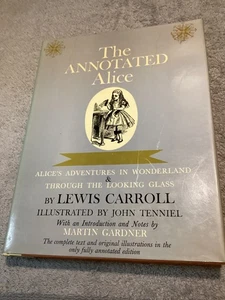 The
ANNOTATED
Alice
ALICE'S ADVENTURES IN WONDERLAND
&
THROUGH THE LOOKING GLASS
BY LEWIS CARROLL
ILLUSTRATED BY JOHN TENNIEL
With an Introduction and Notes by
MARTIN GARDNER
The complete text and original illustrations in the
only fully annotated edition